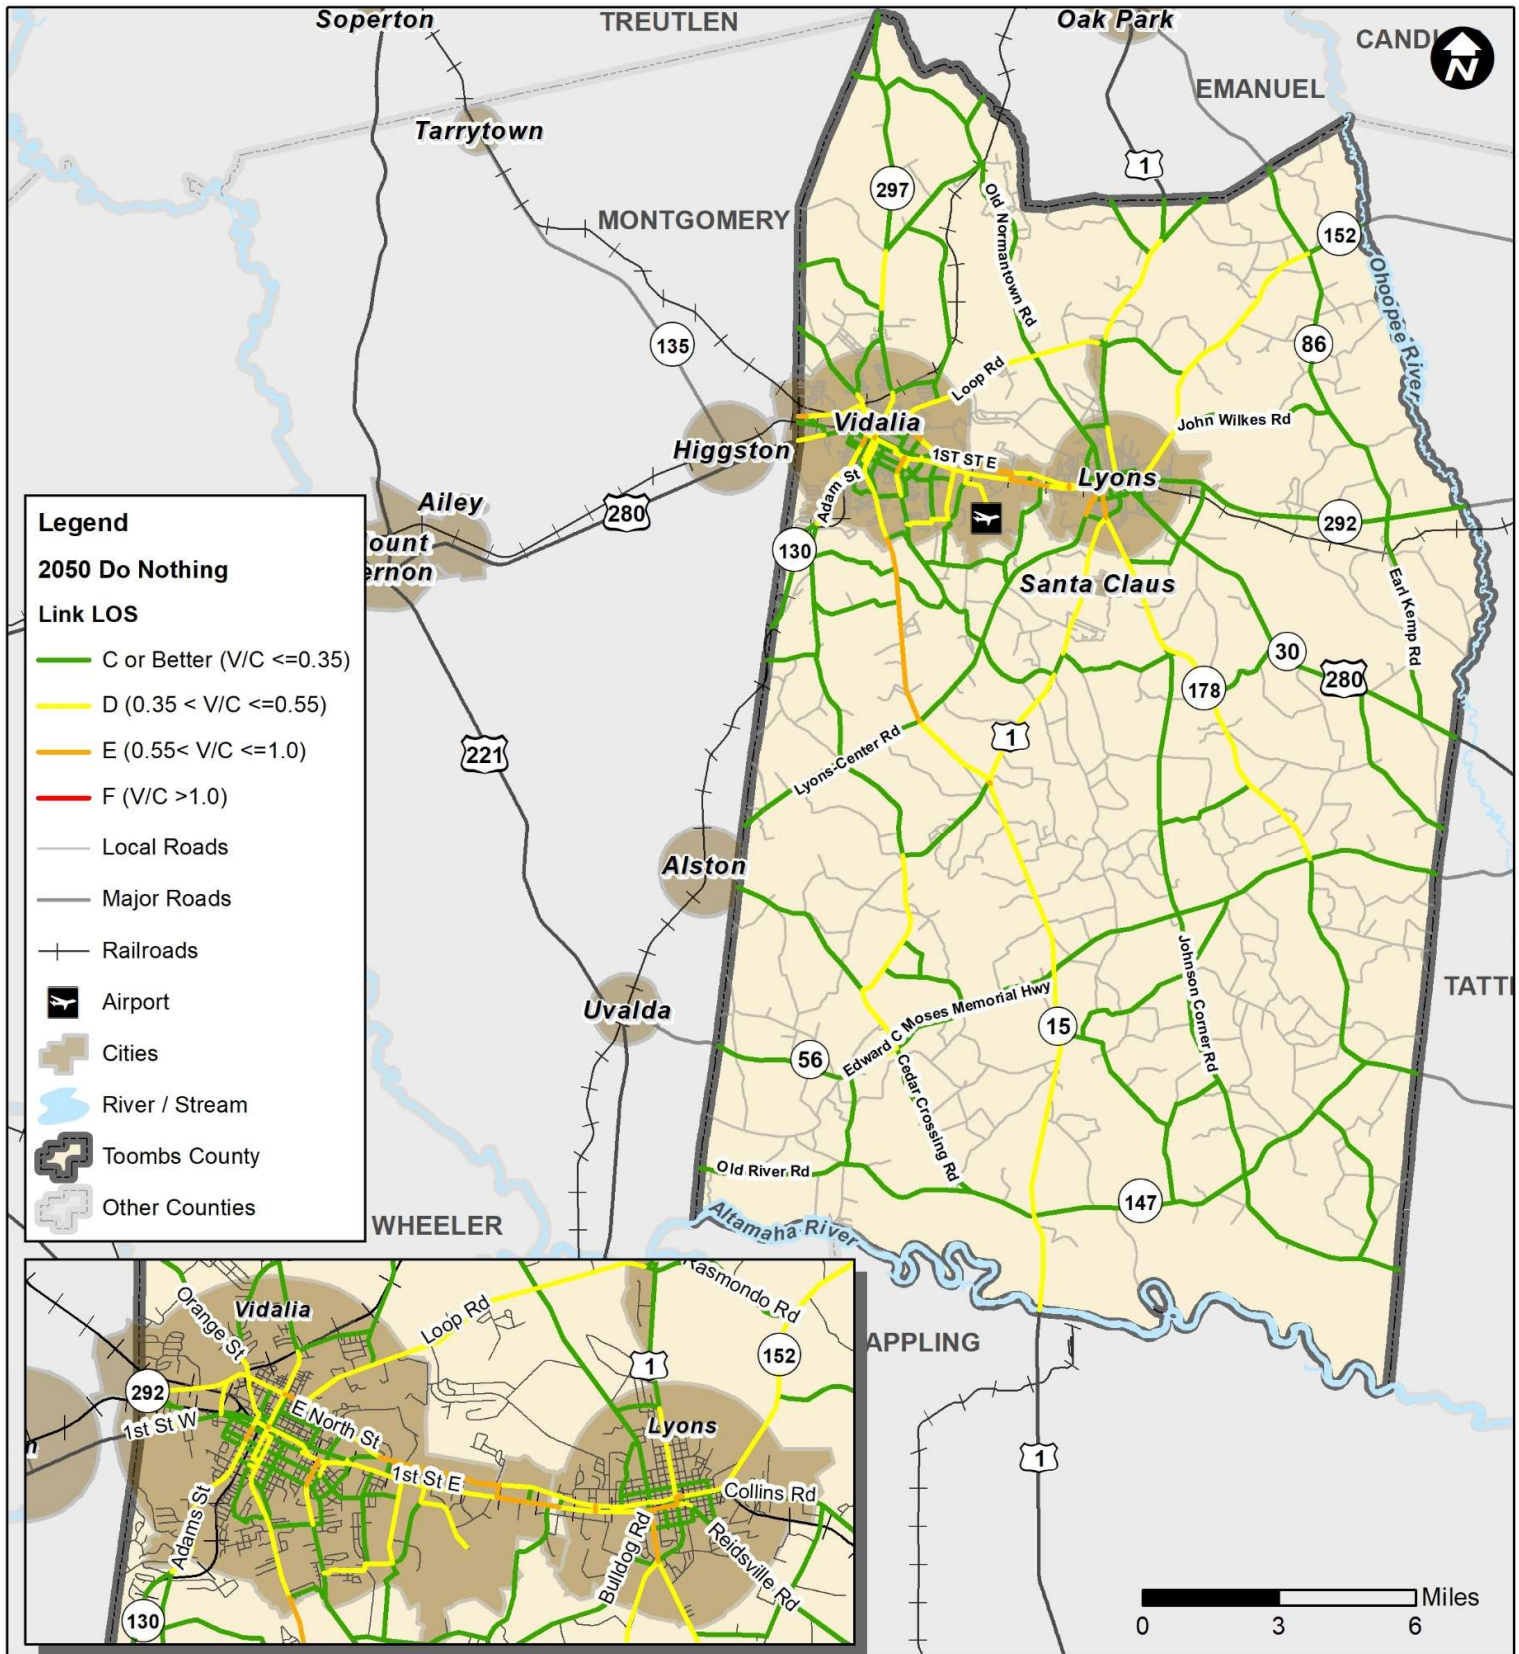 Soperton
TREUTLEN
Oak Park
CANDL
N
EMANUEL
Tarrytown
1
297
MONTGOMERY
Old Normantown Rd
152
Ohoopee River
135
86
Loop Rd
Vidalia
John Wilkes Rd
Higgston
1ST ST E
Lyons
Adam St
Ailey
280
292
130
ount
ernon
Santa Claus
Earl Kemp Rd
30
280
178
1
221
Lyons-Center Rd
Alston
Johnson Corner Rd
TATT
Edward C Moses Memorial Hwy
Uvalda
15
56
Cedar Crossing Rd
Old River Rd
147
WHEELER
Altamaha River
APPLING
1
Legend
2050 Do Nothing
Link LOS
C or Better (V/C <=0.35)
D (0.35 < V/C <=0.55)
E (0.55< V/C <=1.0)
F (V/C >1.0)
Local Roads
Major Roads
Railroads
Airport
Cities
River / Stream
Toombs County
Other Counties
Orange St
Vidalia
Loop Rd
Rasmondo Rd
1
152
292
1st St W
E North St
Lyons
n
1st St E
Collins Rd
Adams St
Bulldog Rd
Reidsville Rd
130
Miles
0 3 6